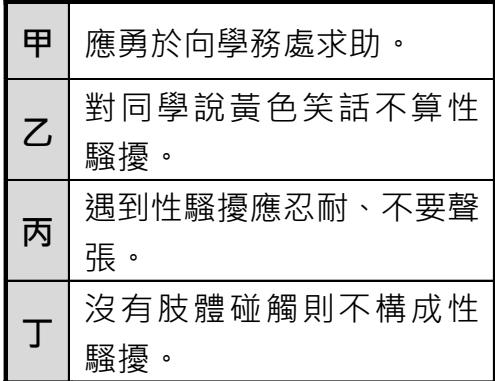 甲 應勇於向學務處求助。
乙 對同學說黃色笑話不算性
騷擾。
丙 遇到性騷擾應忍耐、不要聲
張。
丁 沒有肢體碰觸則不構成性
騷擾。